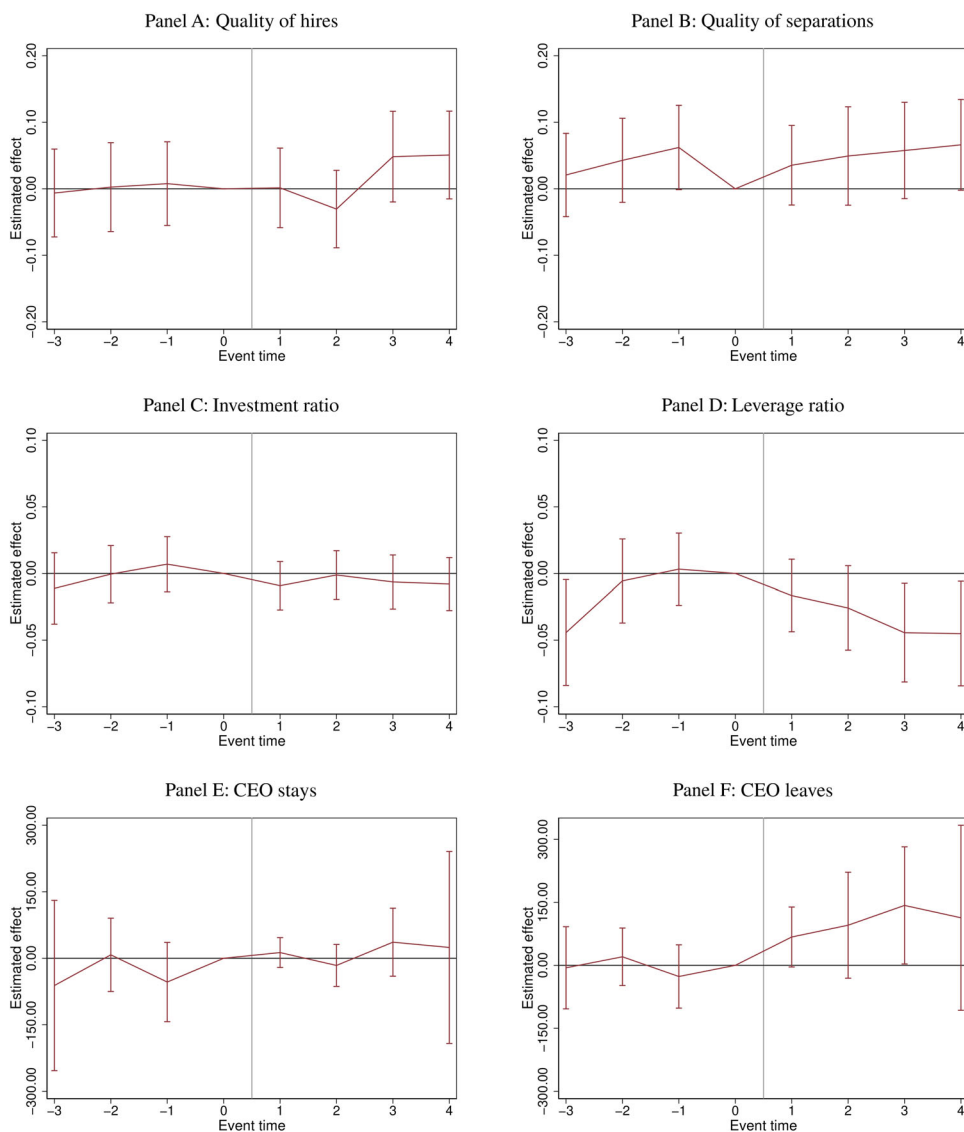 Panel A: Quality of hires
Estimated effect
0.20
0.10
0.00
−0.10
−0.20
−3 −2 −1 0 1 2 3 4
Event time
Panel B: Quality of separations
Estimated effect
0.20
0.10
0.00
−0.10
−0.20
−3 −2 −1 0 1 2 3 4
Event time
Panel C: Investment ratio
Estimated effect
0.10
0.05
0.00
−0.05
−0.10
−3 −2 −1 0 1 2 3 4
Event time
Panel D: Leverage ratio
Estimated effect
0.10
0.05
0.00
−0.05
−0.10
−3 −2 −1 0 1 2 3 4
Event time
Panel E: CEO stays
Estimated effect
300.00
150.00
0.00
−150.00
−300.00
−3 −2 −1 0 1 2 3 4
Event time
Panel F: CEO leaves
Estimated effect
300.00
150.00
0.00
−150.00
−300.00
−3 −2 −1 0 1 2 3 4
Event time